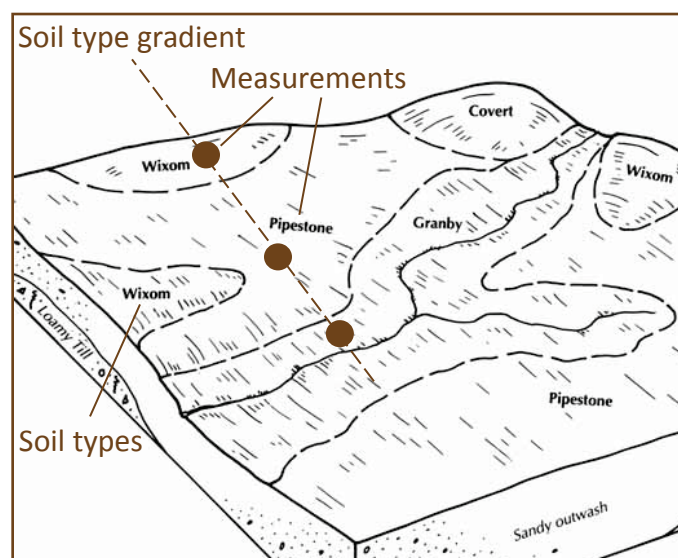 Soil type gradient
Measurements
Covert
Wixom
Wixom
Pipestone
Granby
Wixom
Loamy Till
Pipestone
Soil types
Sandy outwash